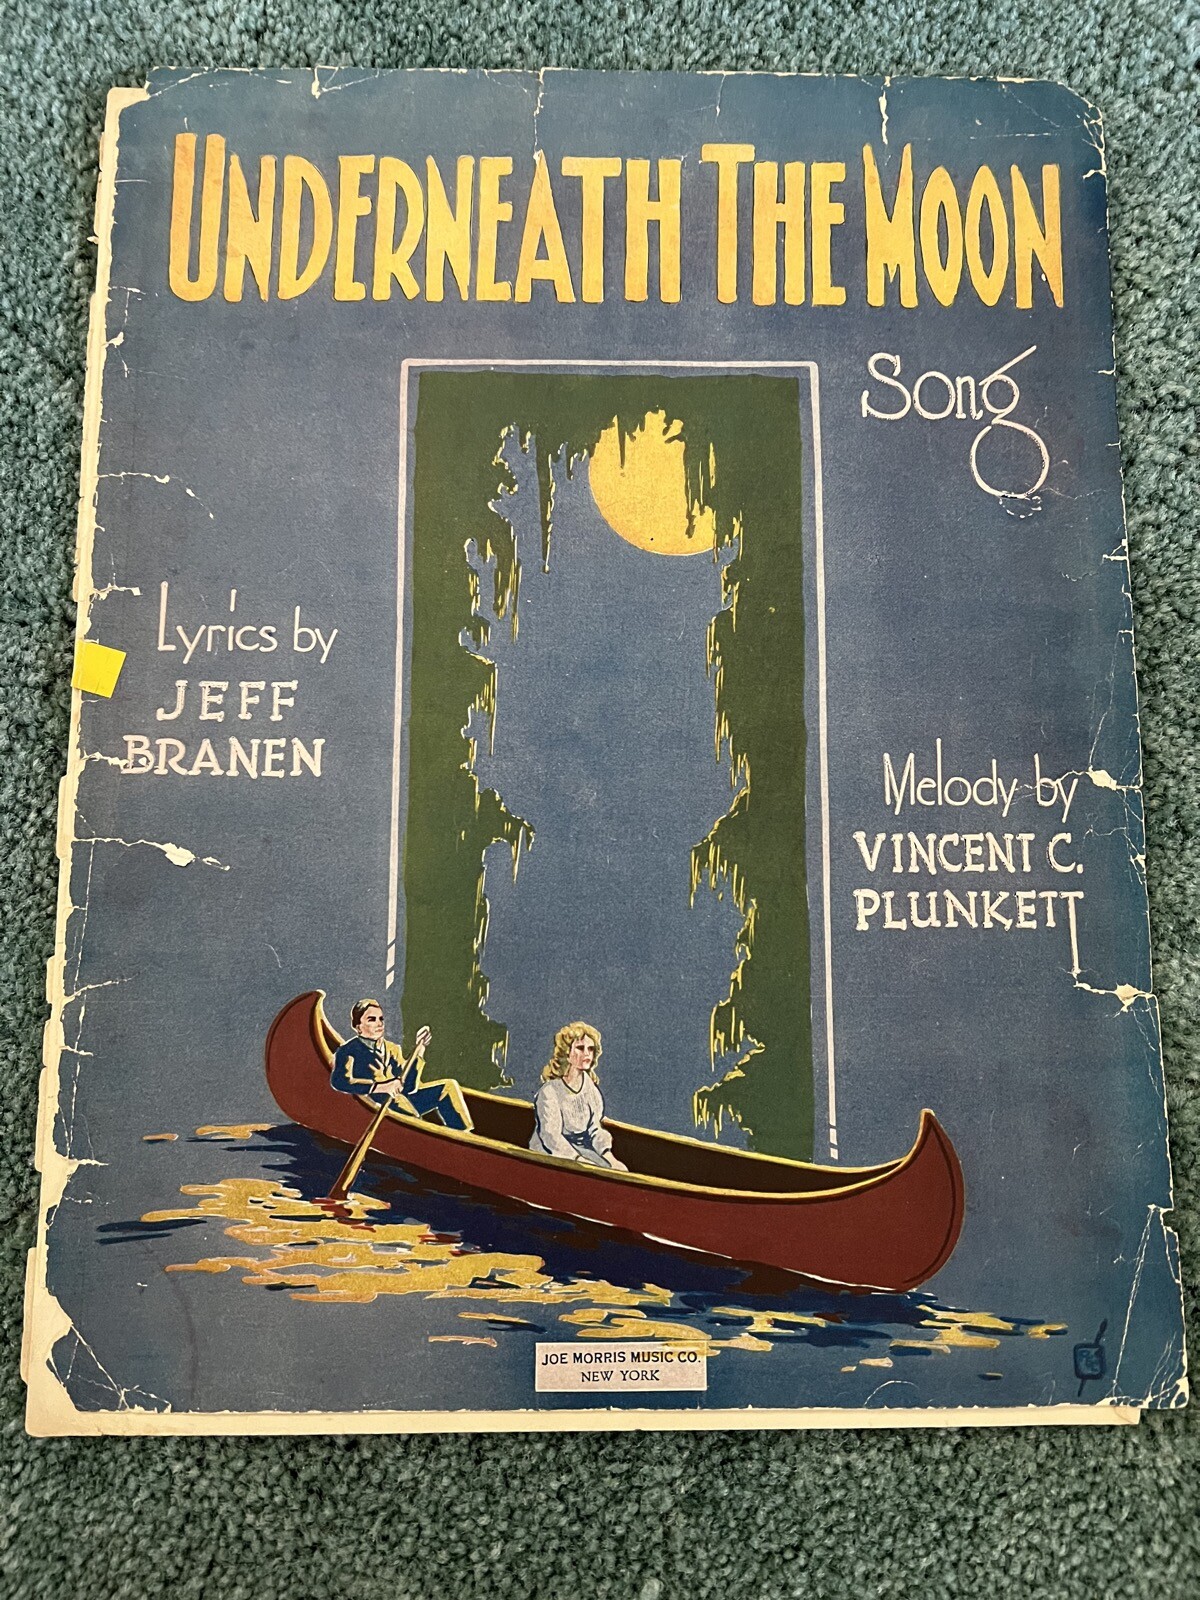 UNDERNEATH THE MOON
Song
Lyrics by
JEFF
BRANEN
Melody by
VINCENT C.
PLUNKETT
JOE MORRIS MUSIC CO.
NEW YORK